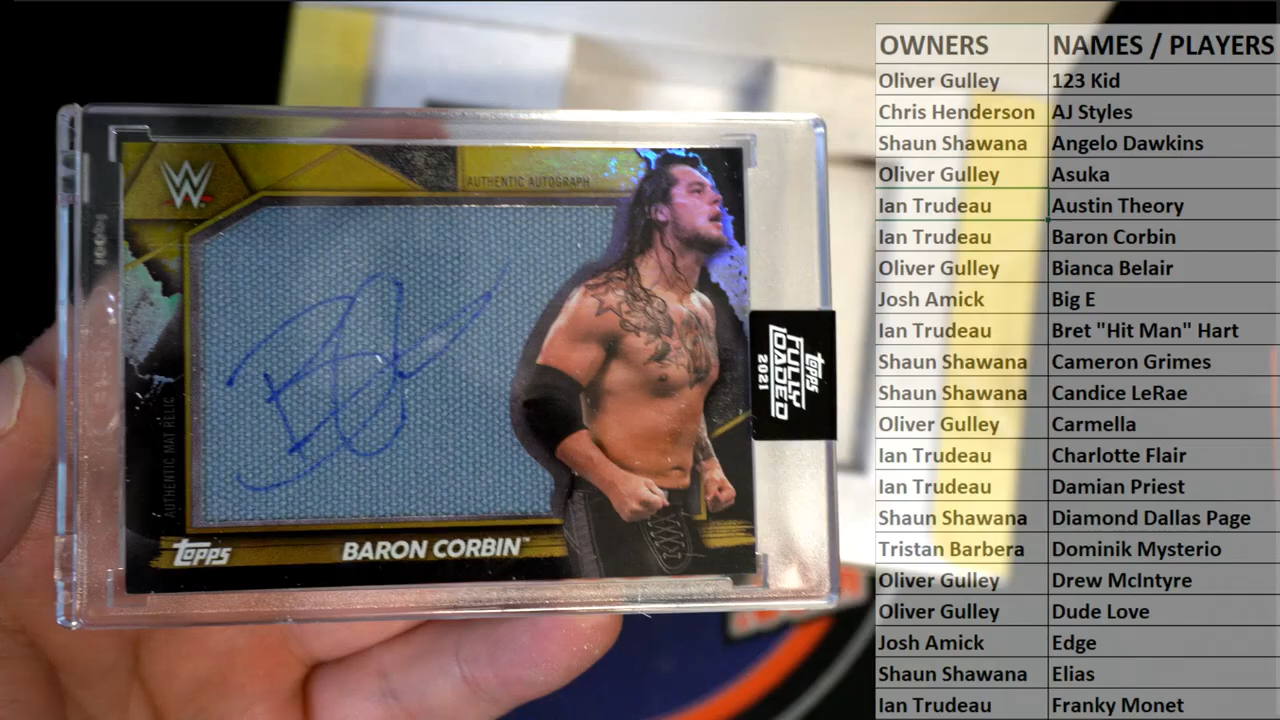 W
AUTHENTIC AUTOGRAPH
AUTHENTIC MAT RELIC
topps
BARON CORBIN™
topps
FULLY
LOADED
2021
OWNERS NAMES / PLAYERS
Oliver Gulley 123 Kid
Chris Henderson AJ Styles
Shaun Shawana Angelo Dawkins
Oliver Gulley Asuka
Ian Trudeau Austin Theory
Ian Trudeau Baron Corbin
Oliver Gulley Bianca Belair
Josh Amick Big E
Ian Trudeau Bret "Hit Man" Hart
Shaun Shawana Cameron Grimes
Shaun Shawana Candice LeRae
Oliver Gulley Carmella
Ian Trudeau Charlotte Flair
Ian Trudeau Damian Priest
Shaun Shawana Diamond Dallas Page
Tristan Barbera Dominik Mysterio
Oliver Gulley Drew McIntyre
Oliver Gulley Dude Love
Josh Amick Edge
Shaun Shawana Elias
Ian Trudeau Franky Monet